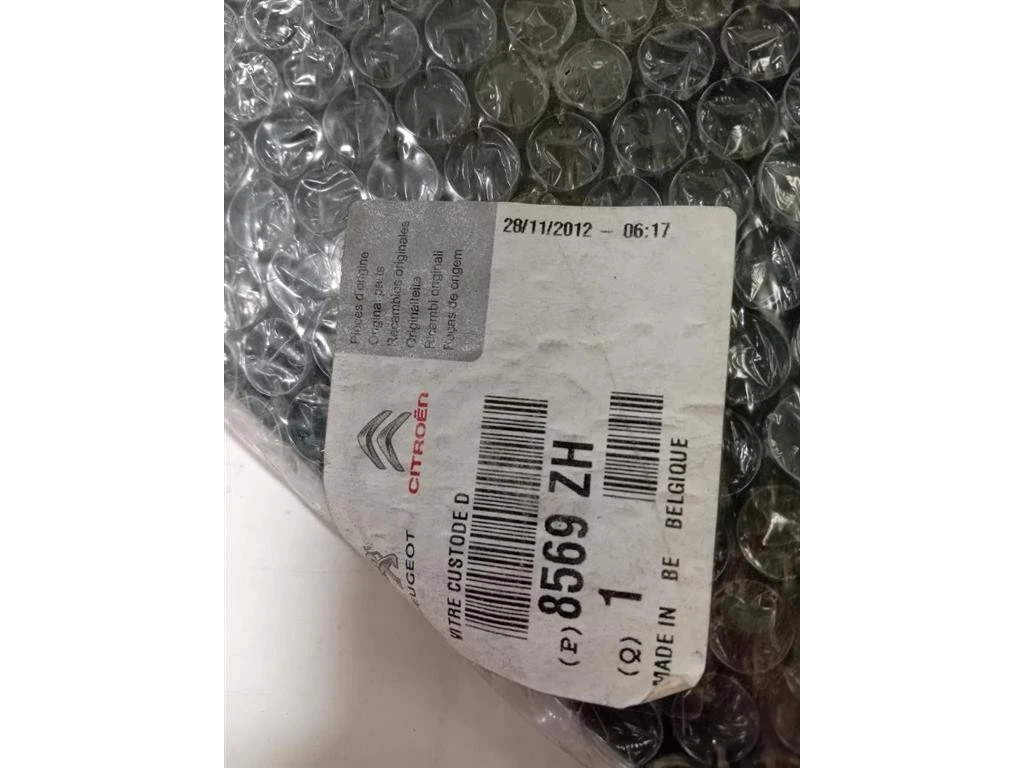 28/11/2012 - 06:17
Pièces d'origine
Original parts
Recambios originales
Originalteile
Ricambi originali
Peças de origem
CITROËN
PEUGEOT
VITRE CUSTODE D
(P) 8569 ZH
(Q) 1
MADE IN BE BELGIQUE